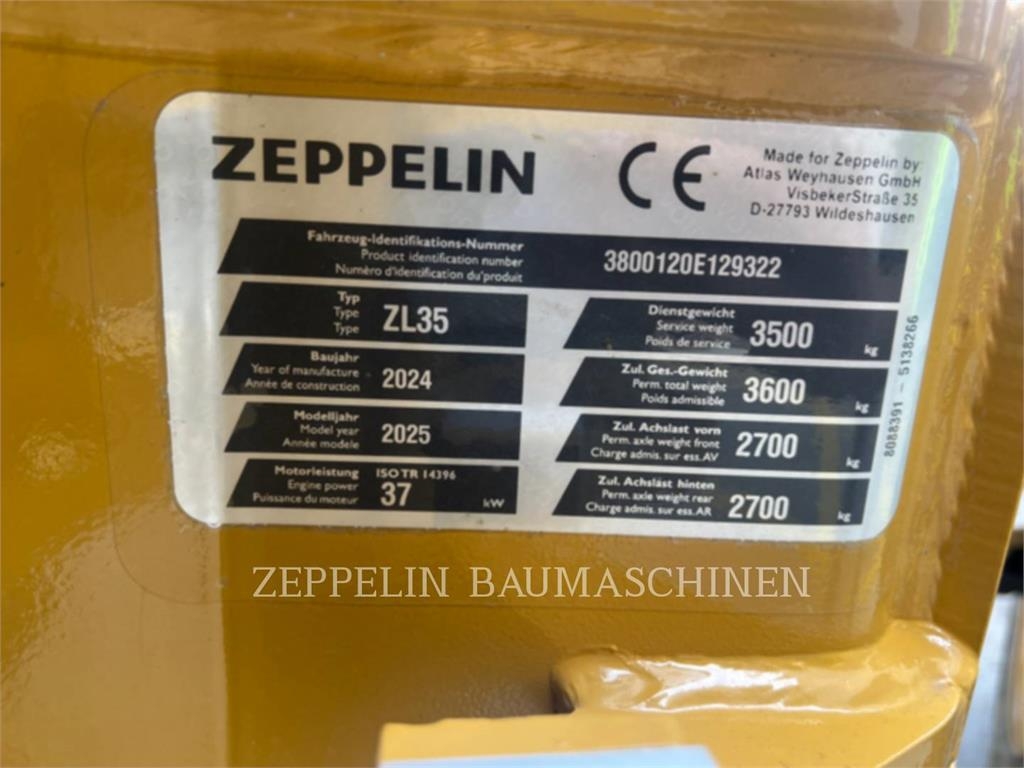 ZEPPELIN
CE
Made for Zeppelin by:
Atlas Weyhausen GmbH
VisbekerStraße 35
D-27793 Wildeshausen
Fahrzeug-Identifikations-Nummer
Product identification number
Numéro d'identification du'produit
3800120E129322
Typ
Type
Type
ZL35
Baujahr
Year of manufacture
Année de construction
2024
Modelljahr
Model year
Année modele
2025
Motorleistung ISO TR 14396
Engine power
Puissance du moteur
37 kW
Dienstgewicht
Service weight
Poids de service
3500 kg
Zul. Ges.-Gewicht
Perm. total weight
Poids admissible
3600 kg
Zul. Achslast vorn
Perm. axle weight front
Charge admis. sur ess.AV
2700 kg
Zul. Achslast hinten
Perm. axle weight rear
Charge admis. sur ess.AR
2700 kg
8088391 – 5138266
ZEPPELIN BAUMASCHINEN